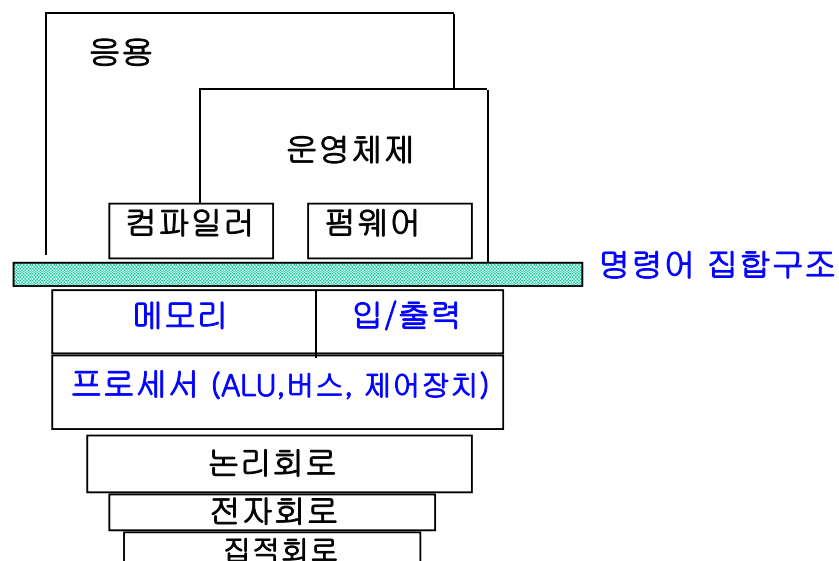 응용
운영체제
컴파일러
펌웨어
명령어 집합구조
메모리
입/출력
프로세서 (ALU,버스, 제어장치)
논리회로
전자회로
집적회로